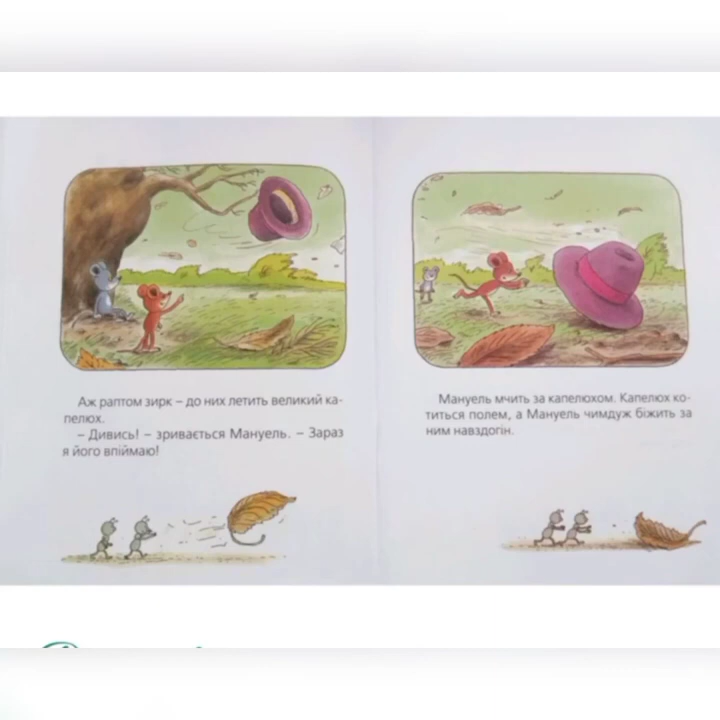 Аж раптом зирк – до них летить великий ка-
пелюх.
– Дивись! – зривається Мануель. – Зараз
я його впіймаю!
Мануель мчить за капелюхом. Капелюх ко-
титься полем, а Мануель чимдуж біжить за
ним навздогін.